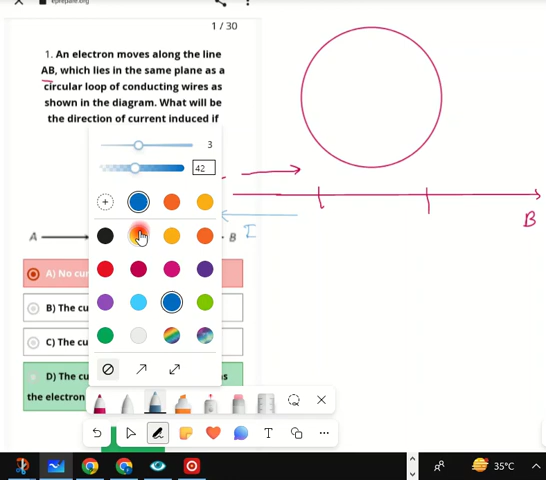 eprepare.org
1 / 30
1. An electron moves along the line
AB, which lies in the same plane as a
circular loop of conducting wires as
shown in the diagram. What will be
the direction of current induced if
3
42
A
B
I
B
A) No cur
B) The cu
C) The cu
D) The cu s
the electron
T
35°C